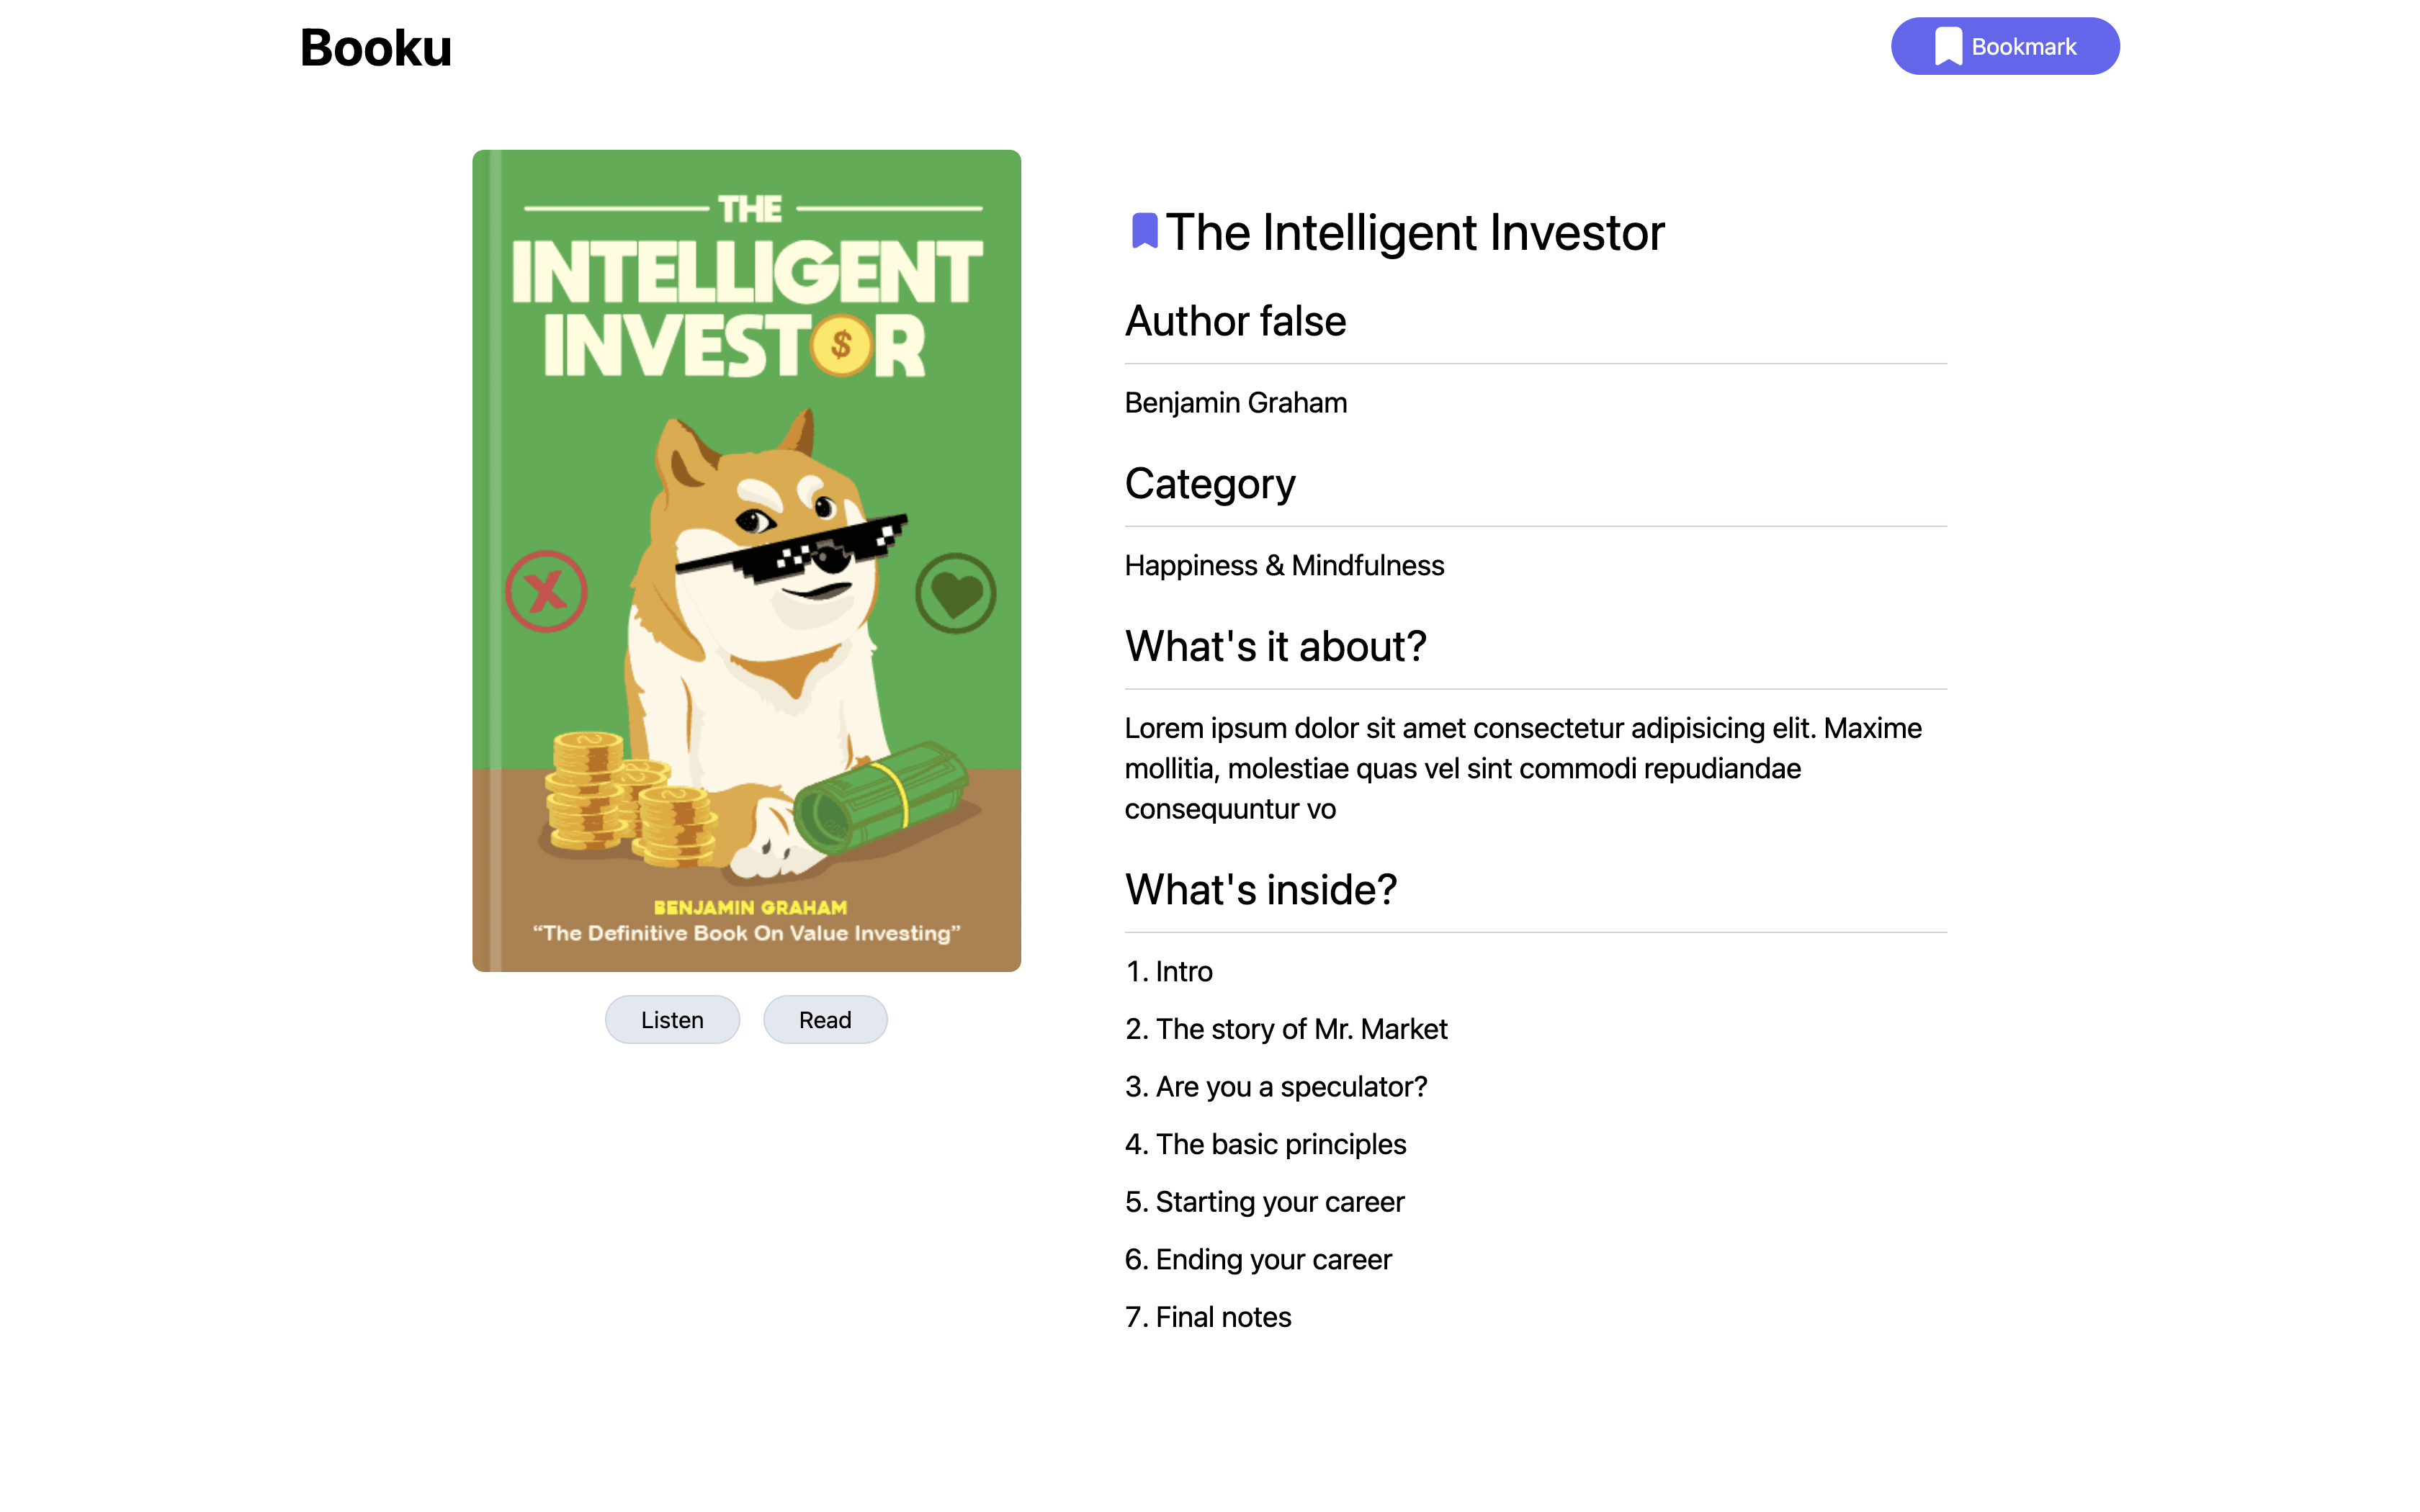 Booku
Bookmark
THE
INTELLIGENT
INVEST$R
BENJAMIN GRAHAM
“The Definitive Book On Value Investing”
Listen
Read
The Intelligent Investor
Author false
Benjamin Graham
Category
Happiness & Mindfulness
What's it about?
Lorem ipsum dolor sit amet consectetur adipisicing elit. Maxime
mollitia, molestiae quas vel sint commodi repudiandae
consequuntur vo
What's inside?
1. Intro
2. The story of Mr. Market
3. Are you a speculator?
4. The basic principles
5. Starting your career
6. Ending your career
7. Final notes